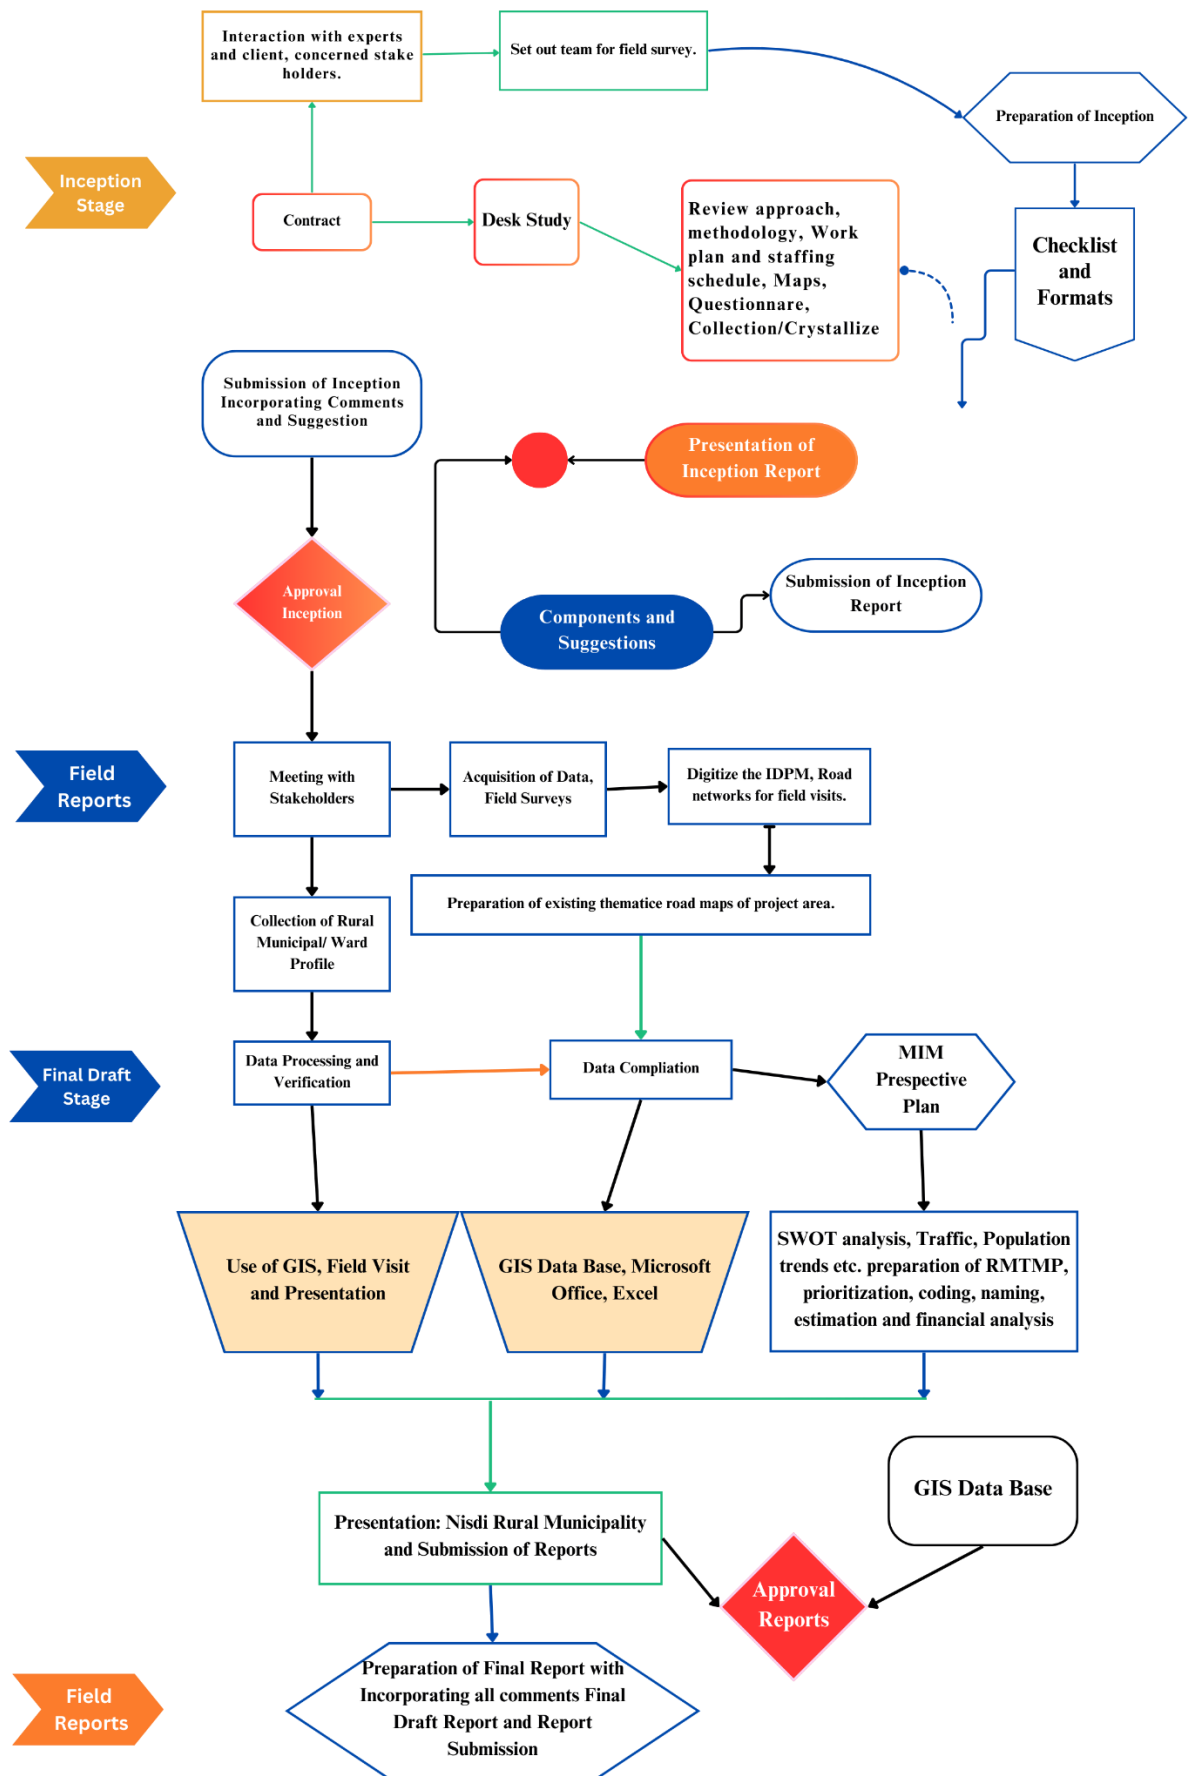 Interaction with experts
and client, concerned stake
holders.
Set out team for field survey.
Preparation of Inception
Inception
Stage
Contract
Desk Study
Review approach,
methodology, Work
plan and staffing
schedule, Maps,
Questionnare,
Collection/Crystallize
Checklist
and
Formats
Submission of Inception
Incorporating Comments
and Suggestion
Presentation of
Inception Report
Approval
Inception
Components and
Suggestions
Submission of Inception
Report
Field
Reports
Meeting with
Stakeholders
Acquisition of Data,
Field Surveys
Digitize the IDPM, Road
networks for field visits.
Collection of Rural
Municipal/ Ward
Profile
Preparation of existing thematice road maps of project area.
Final Draft
Stage
Data Processing and
Verification
Data Compliation
MIM
Prespective
Plan
Use of GIS, Field Visit
and Presentation
GIS Data Base, Microsoft
Office, Excel
SWOT analysis, Traffic, Population
trends etc. preparation of RMTMP,
prioritization, coding, naming,
estimation and financial analysis
GIS Data Base
Presentation: Nisdi Rural Municipality
and Submission of Reports
Approval
Reports
Field
Reports
Preparation of Final Report with
Incorporating all comments Final
Draft Report and Report
Submission